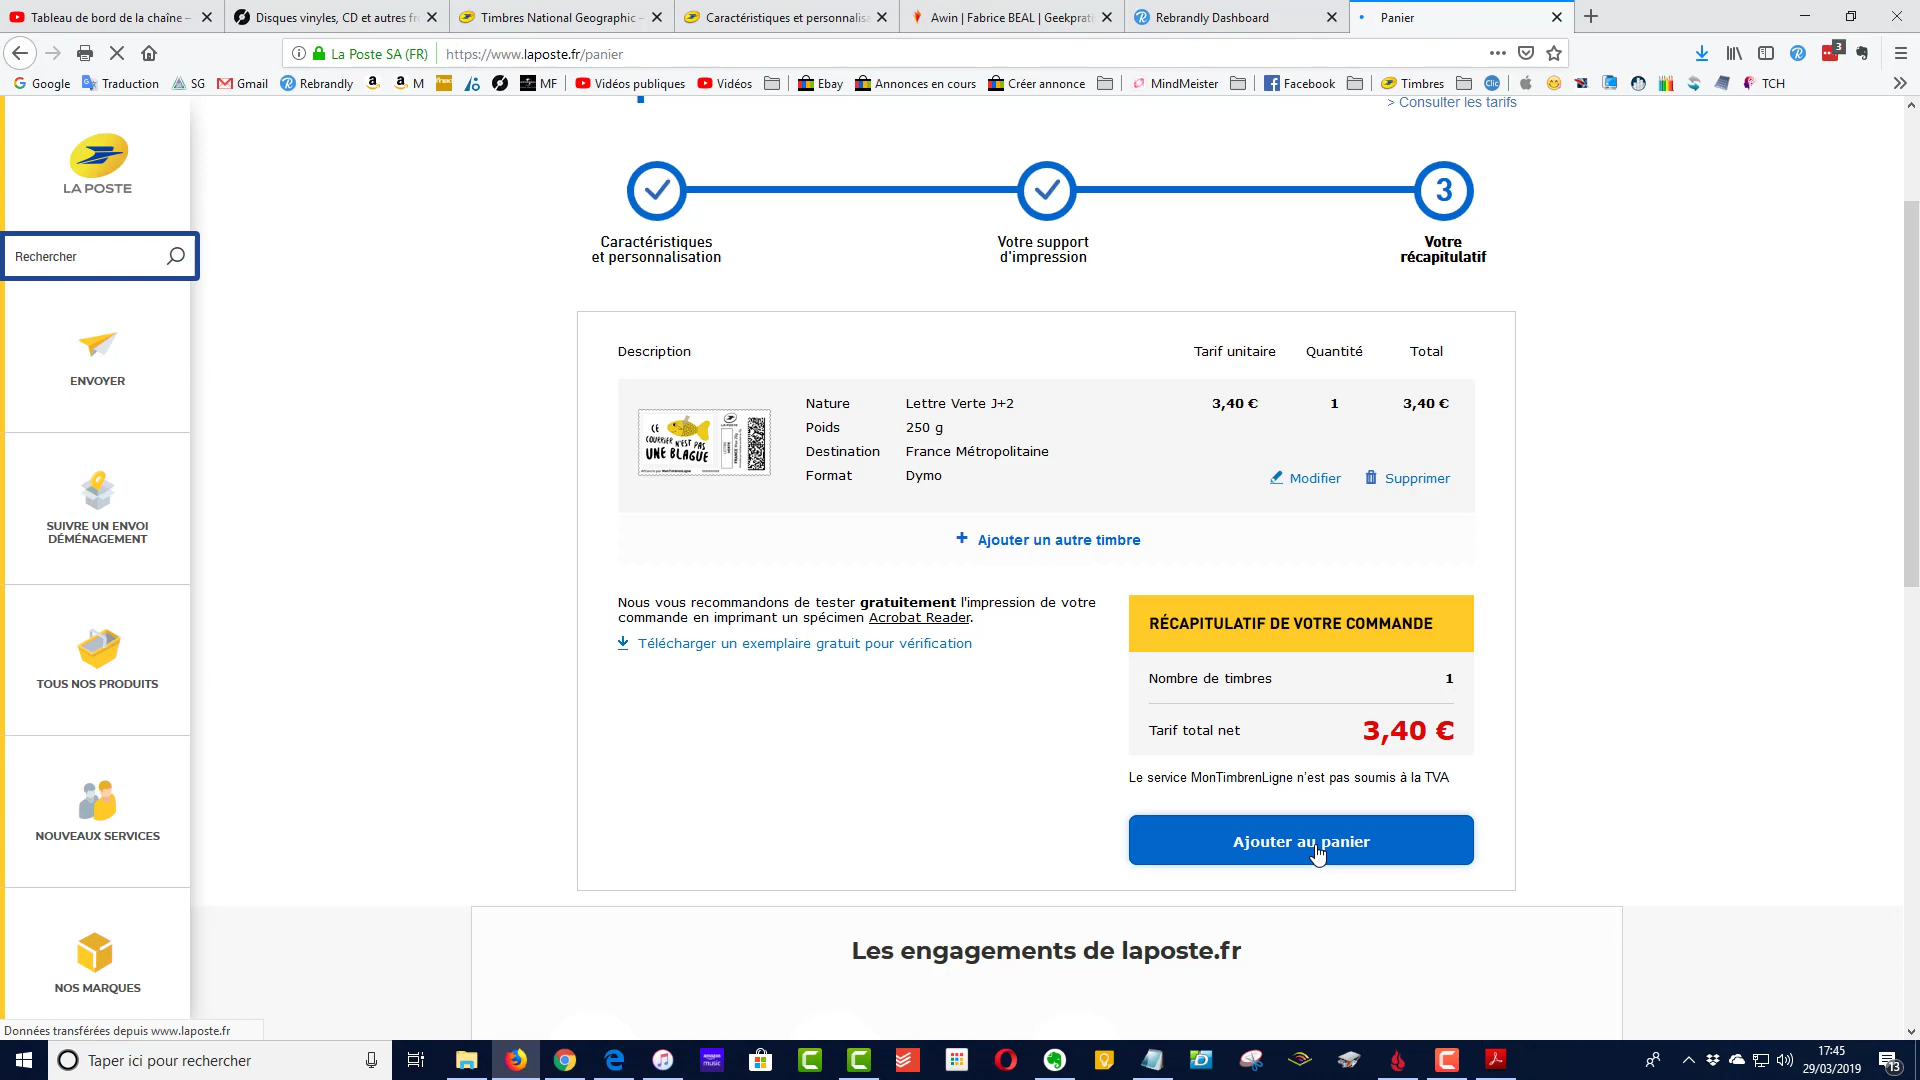 Tableau de bord de la chaîne –
Disques vinyles, CD et autres fr
Timbres National Geographic –
Caractéristiques et personnalisa
Awin | Fabrice BEAL | Geekprati
Rebrandly Dashboard
Panier
La Poste SA (FR)
https://www.laposte.fr/panier
3
Google
Traduction
SG
Gmail
Rebrandly
M
MF
Vidéos publiques
Vidéos
Ebay
Annonces en cours
Créer annonce
MindMeister
Facebook
Timbres
TCH
> Consulter les tarifs
LA POSTE
Rechercher
ENVOYER
SUIVRE UN ENVOI
DÉMÉNAGEMENT
TOUS NOS PRODUITS
NOUVEAUX SERVICES
NOS MARQUES
3
Caractéristiques
et personnalisation
Votre support
d'impression
Votre
récapitulatif
Description
Tarif unitaire
Quantité
Total
CE
COURRIER N'EST PAS
UNE BLAGUE
Nature
Lettre Verte J+2
3,40 €
1
3,40 €
Poids
250 g
Destination
France Métropolitaine
Format
Dymo
Modifier
Supprimer
+ Ajouter un autre timbre
Nous vous recommandons de tester gratuitement l'impression de votre
commande en imprimant un spécimen Acrobat Reader.
Télécharger un exemplaire gratuit pour vérification
RÉCAPITULATIF DE VOTRE COMMANDE
Nombre de timbres
1
Tarif total net
3,40 €
Le service MonTimbrenLigne n'est pas soumis à la TVA
Ajouter au panier
Les engagements de laposte.fr
Données transférées depuis www.laposte.fr
Taper ici pour rechercher
17:45
29/03/2019
13